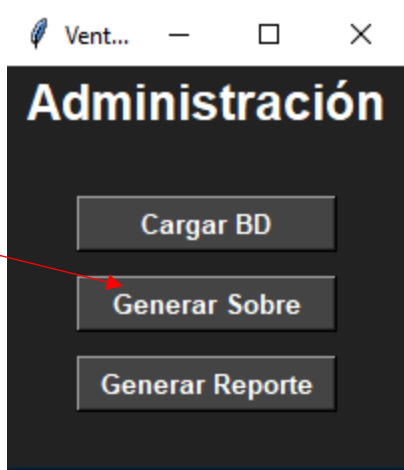 Vent...
Administración
Cargar BD
Generar Sobre
Generar Reporte